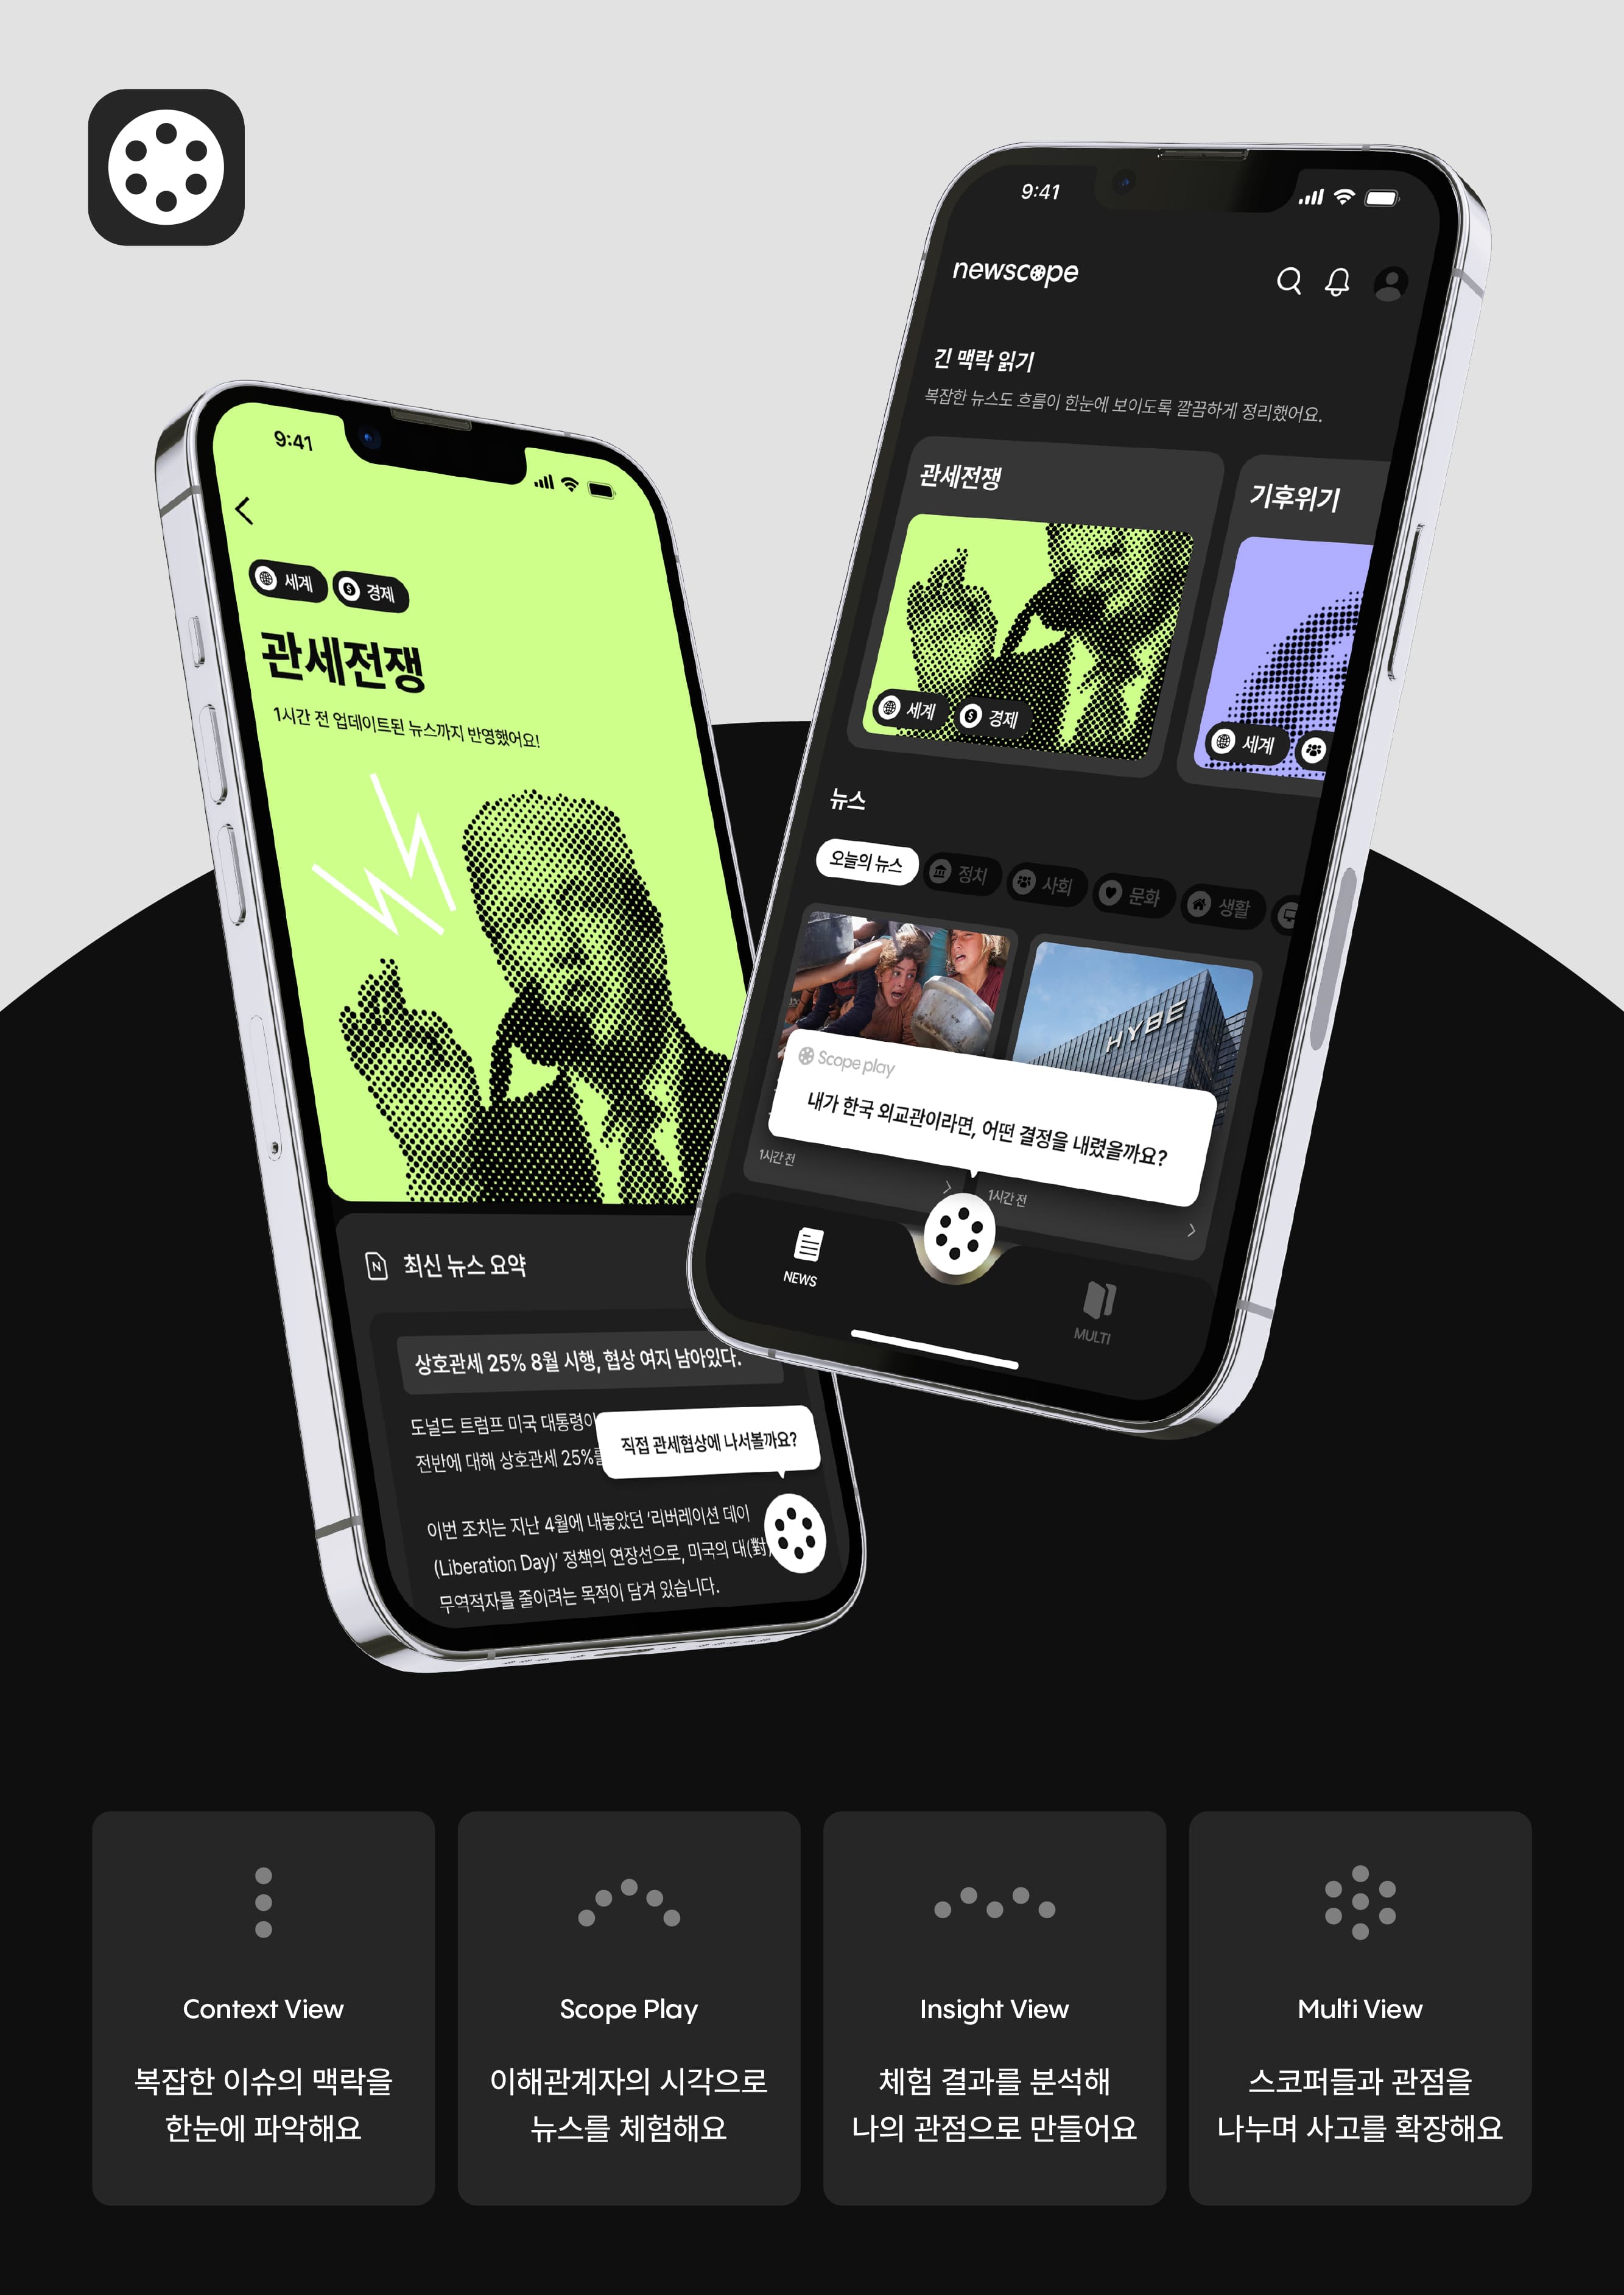 9:41
newscope
긴 맥락 읽기
복잡한 뉴스도 흐름이 한눈에 보이도록 깔끔하게 정리했어요.
관세전쟁
기후위기
세계
경제
세계
뉴스
오늘의 뉴스
정치
사회
문화
생활
HYBE
Scope play
내가 한국 외교관이라면, 어떤 결정을 내렸을까요?
1시간 전
1시간 전
NEWS
MULTI
9:41
세계
경제
관세전쟁
1시간 전 업데이트된 뉴스까지 반영했어요!
N
최신 뉴스 요약
상호관세 25% 8월 시행, 협상 여지 남아있다.
도널드 트럼프 미국 대통령이
전반에 대해 상호관세 25%를
직접 관세협상에 나서볼까요?
이번 조치는 지난 4월에 내놓았던 ‘리버레이션 데이
(Liberation Day)’ 정책의 연장선으로, 미국의 대(對)
무역적자를 줄이려는 목적이 담겨 있습니다.
Context View
복잡한 이슈의 맥락을
한눈에 파악해요
Scope Play
이해관계자의 시각으로
뉴스를 체험해요
Insight View
체험 결과를 분석해
나의 관점으로 만들어요
Multi View
스코퍼들과 관점을
나누며 사고를 확장해요